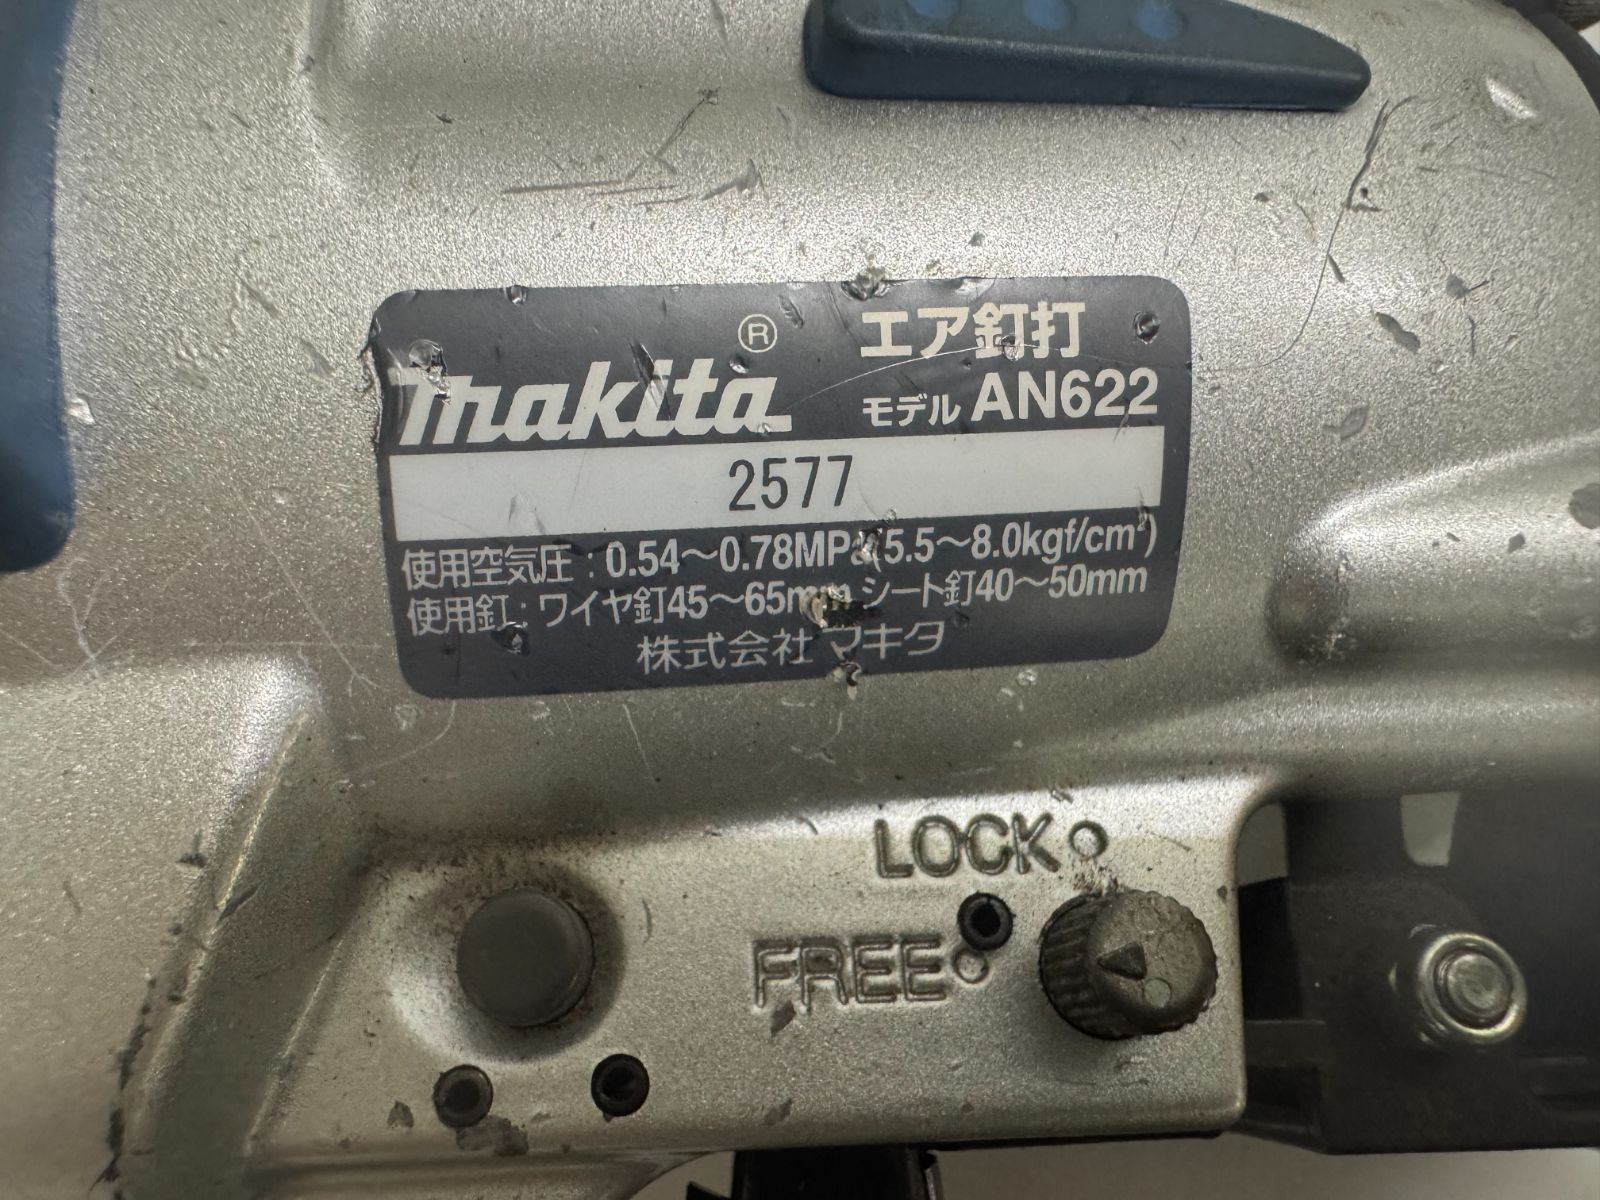 makita®
エア釘打
モデル AN622
2577
使用空気圧：0.54～0.78MPa(5.5～8.0kgf/cm²)
使用釘：ワイヤ釘45～65mm シート釘40～50mm
株式会社マキタ
LOCK
FREE